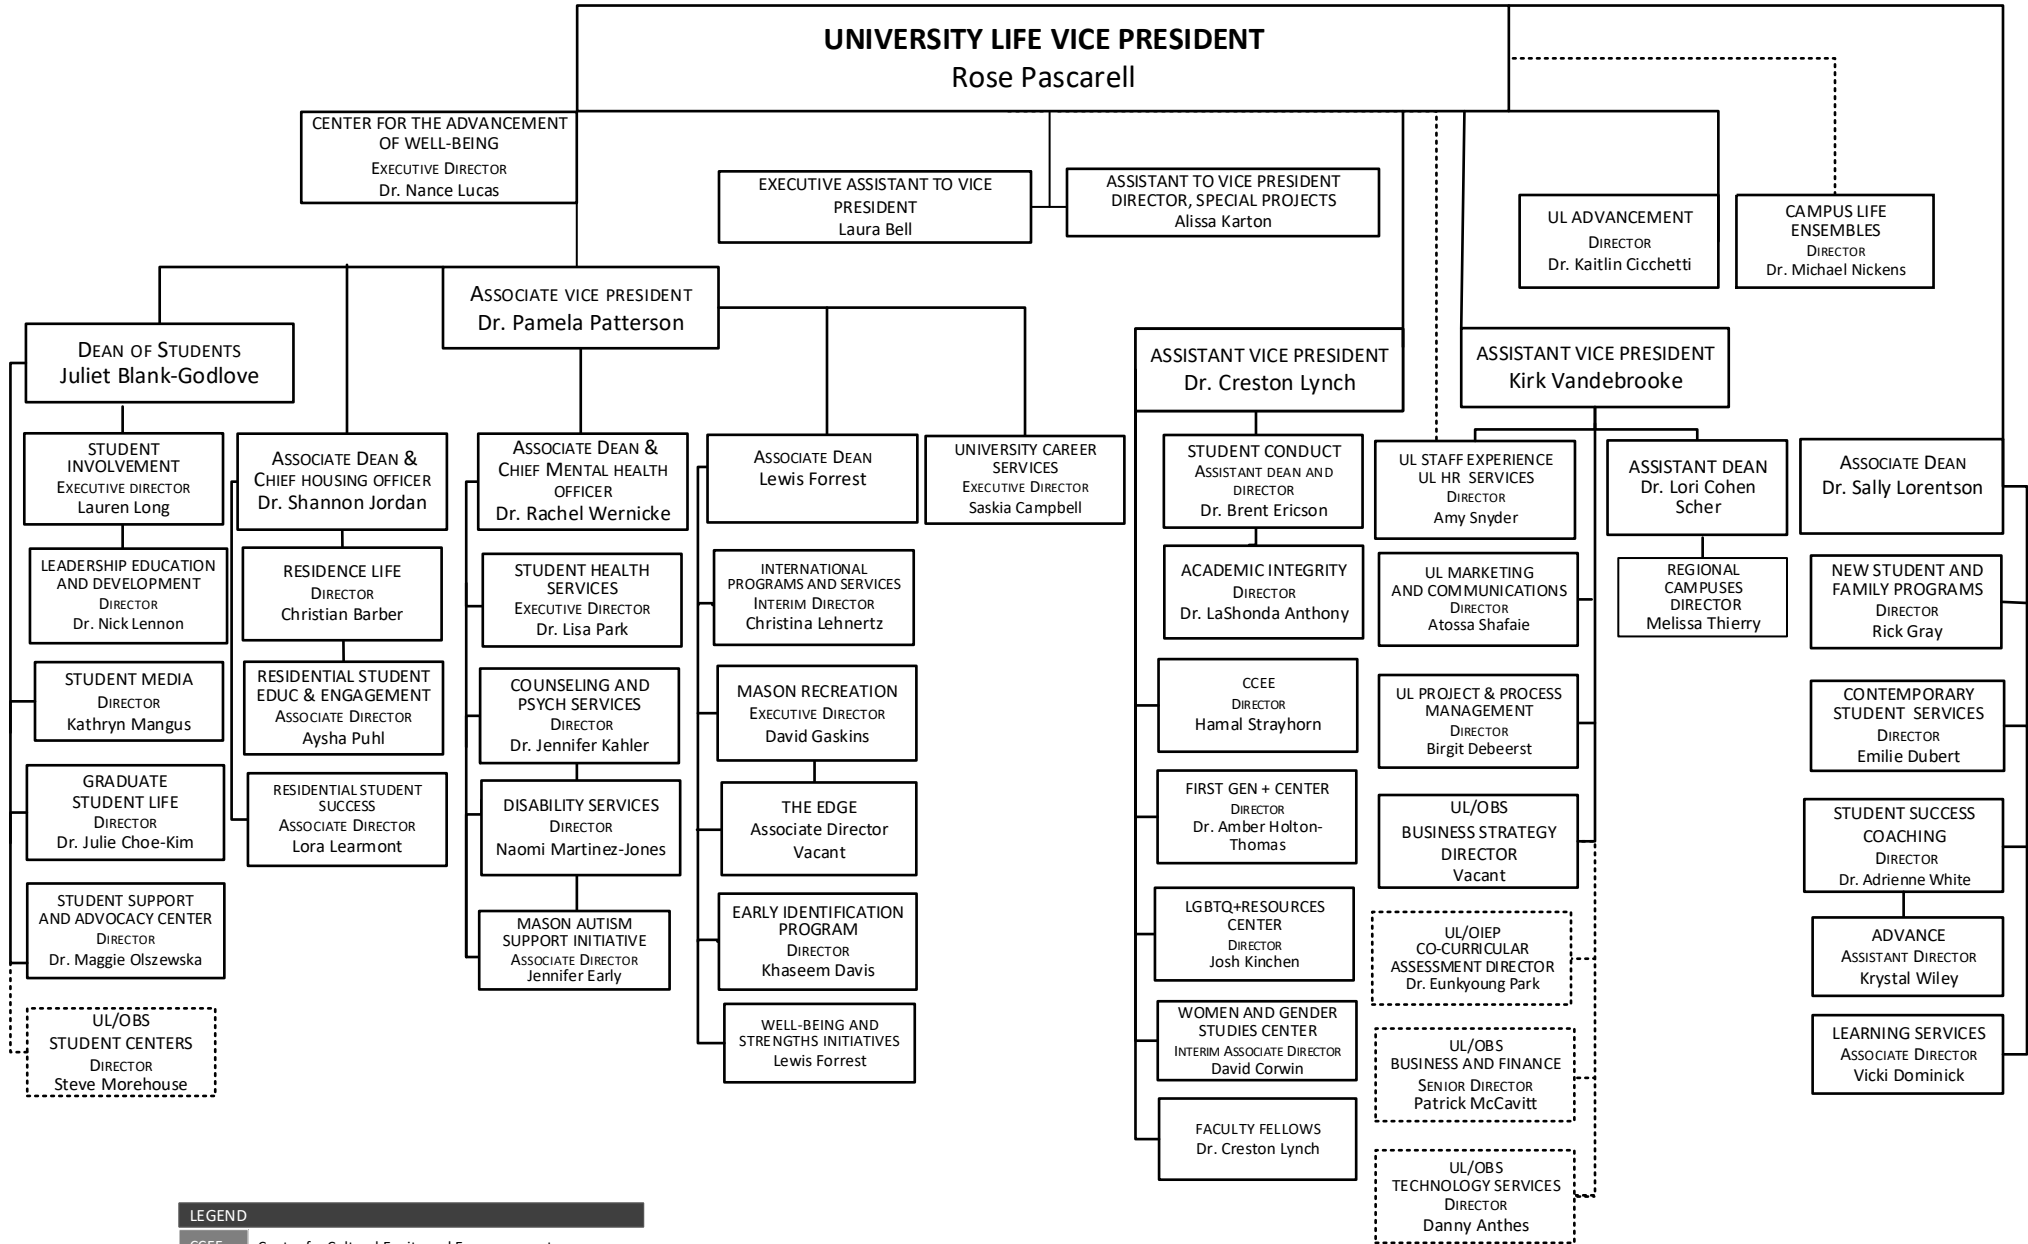 UNIVERSITY LIFE VICE PRESIDENT
Rose Pascarell
CENTER FOR THE ADVANCEMENT
OF WELL-BEING
EXECUTIVE DIRECTOR
Dr. Nance Lucas
EXECUTIVE ASSISTANT TO VICE
PRESIDENT
Laura Bell
ASSISTANT TO VICE PRESIDENT
DIRECTOR, SPECIAL PROJECTS
Alissa Karton
UL ADVANCEMENT
DIRECTOR
Dr. Kaitlin Cicchetti
CAMPUS LIFE
ENSEMBLES
DIRECTOR
Dr. Michael Nickens
ASSOCIATE VICE PRESIDENT
Dr. Pamela Patterson
DEAN OF STUDENTS
Juliet Blank-Godlove
ASSISTANT VICE PRESIDENT
Dr. Creston Lynch
ASSISTANT VICE PRESIDENT
Kirk Vandebrooke
STUDENT
INVOLVEMENT
EXECUTIVE DIRECTOR
Lauren Long
LEADERSHIP EDUCATION
AND DEVELOPMENT
DIRECTOR
Dr. Nick Lennon
STUDENT MEDIA
DIRECTOR
Kathryn Mangus
GRADUATE
STUDENT LIFE
DIRECTOR
Dr. Julie Choe-Kim
STUDENT SUPPORT
AND ADVOCACY CENTER
DIRECTOR
Dr. Maggie Olszewska
UL/OBS
STUDENT CENTERS
DIRECTOR
Steve Morehouse
ASSOCIATE DEAN &
CHIEF HOUSING OFFICER
Dr. Shannon Jordan
RESIDENCE LIFE
DIRECTOR
Christian Barber
RESIDENTIAL STUDENT
EDUC & ENGAGEMENT
ASSOCIATE DIRECTOR
Aysha Puhl
RESIDENTIAL STUDENT
SUCCESS
ASSOCIATE DIRECTOR
Lora Learmont
ASSOCIATE DEAN &
CHIEF MENTAL HEALTH
OFFICER
Dr. Rachel Wernicke
STUDENT HEALTH
SERVICES
EXECUTIVE DIRECTOR
Dr. Lisa Park
COUNSELING AND
PSYCH SERVICES
DIRECTOR
Dr. Jennifer Kahler
DISABILITY SERVICES
DIRECTOR
Naomi Martinez-Jones
MASON AUTISM
SUPPORT INITIATIVE
ASSOCIATE DIRECTOR
Jennifer Early
ASSOCIATE DEAN
Lewis Forrest
INTERNATIONAL
PROGRAMS AND SERVICES
INTERIM DIRECTOR
Christina Lehnertz
MASON RECREATION
EXECUTIVE DIRECTOR
David Gaskins
THE EDGE
Associate Director
Vacant
EARLY IDENTIFICATION
PROGRAM
DIRECTOR
Khaseem Davis
WELL-BEING AND
STRENGTHS INITIATIVES
Lewis Forrest
UNIVERSITY CAREER
SERVICES
EXECUTIVE DIRECTOR
Saskia Campbell
STUDENT CONDUCT
ASSISTANT DEAN AND
DIRECTOR
Dr. Brent Ericson
ACADEMIC INTEGRITY
DIRECTOR
Dr. LaShonda Anthony
CCEE
DIRECTOR
Hamal Strayhorn
FIRST GEN + CENTER
DIRECTOR
Dr. Amber Holton-
Thomas
LGBTQ+RESOURCES
CENTER
DIRECTOR
Josh Kinchen
WOMEN AND GENDER
STUDIES CENTER
INTERIM ASSOCIATE DIRECTOR
David Corwin
FACULTY FELLOWS
Dr. Creston Lynch
UL STAFF EXPERIENCE
UL HR SERVICES
DIRECTOR
Amy Snyder
UL MARKETING
AND COMMUNICATIONS
DIRECTOR
Atossa Shafaie
UL PROJECT & PROCESS
MANAGEMENT
DIRECTOR
Birgit Debeerst
UL/OBS
BUSINESS STRATEGY
DIRECTOR
Vacant
UL/OIEP
CO-CURRICULAR
ASSESSMENT DIRECTOR
Dr. Eunkyoung Park
UL/OBS
BUSINESS AND FINANCE
SENIOR DIRECTOR
Patrick McCavitt
UL/OBS
TECHNOLOGY SERVICES
DIRECTOR
Danny Anthes
ASSISTANT DEAN
Dr. Lori Cohen
Scher
REGIONAL
CAMPUSES
DIRECTOR
Melissa Thierry
ASSOCIATE DEAN
Dr. Sally Lorentson
NEW STUDENT AND
FAMILY PROGRAMS
DIRECTOR
Rick Gray
CONTEMPORARY
STUDENT SERVICES
DIRECTOR
Emilie Dubert
STUDENT SUCCESS
COACHING
DIRECTOR
Dr. Adrienne White
ADVANCE
ASSISTANT DIRECTOR
Krystal Wiley
LEARNING SERVICES
ASSOCIATE DIRECTOR
Vicki Dominick
LEGEND